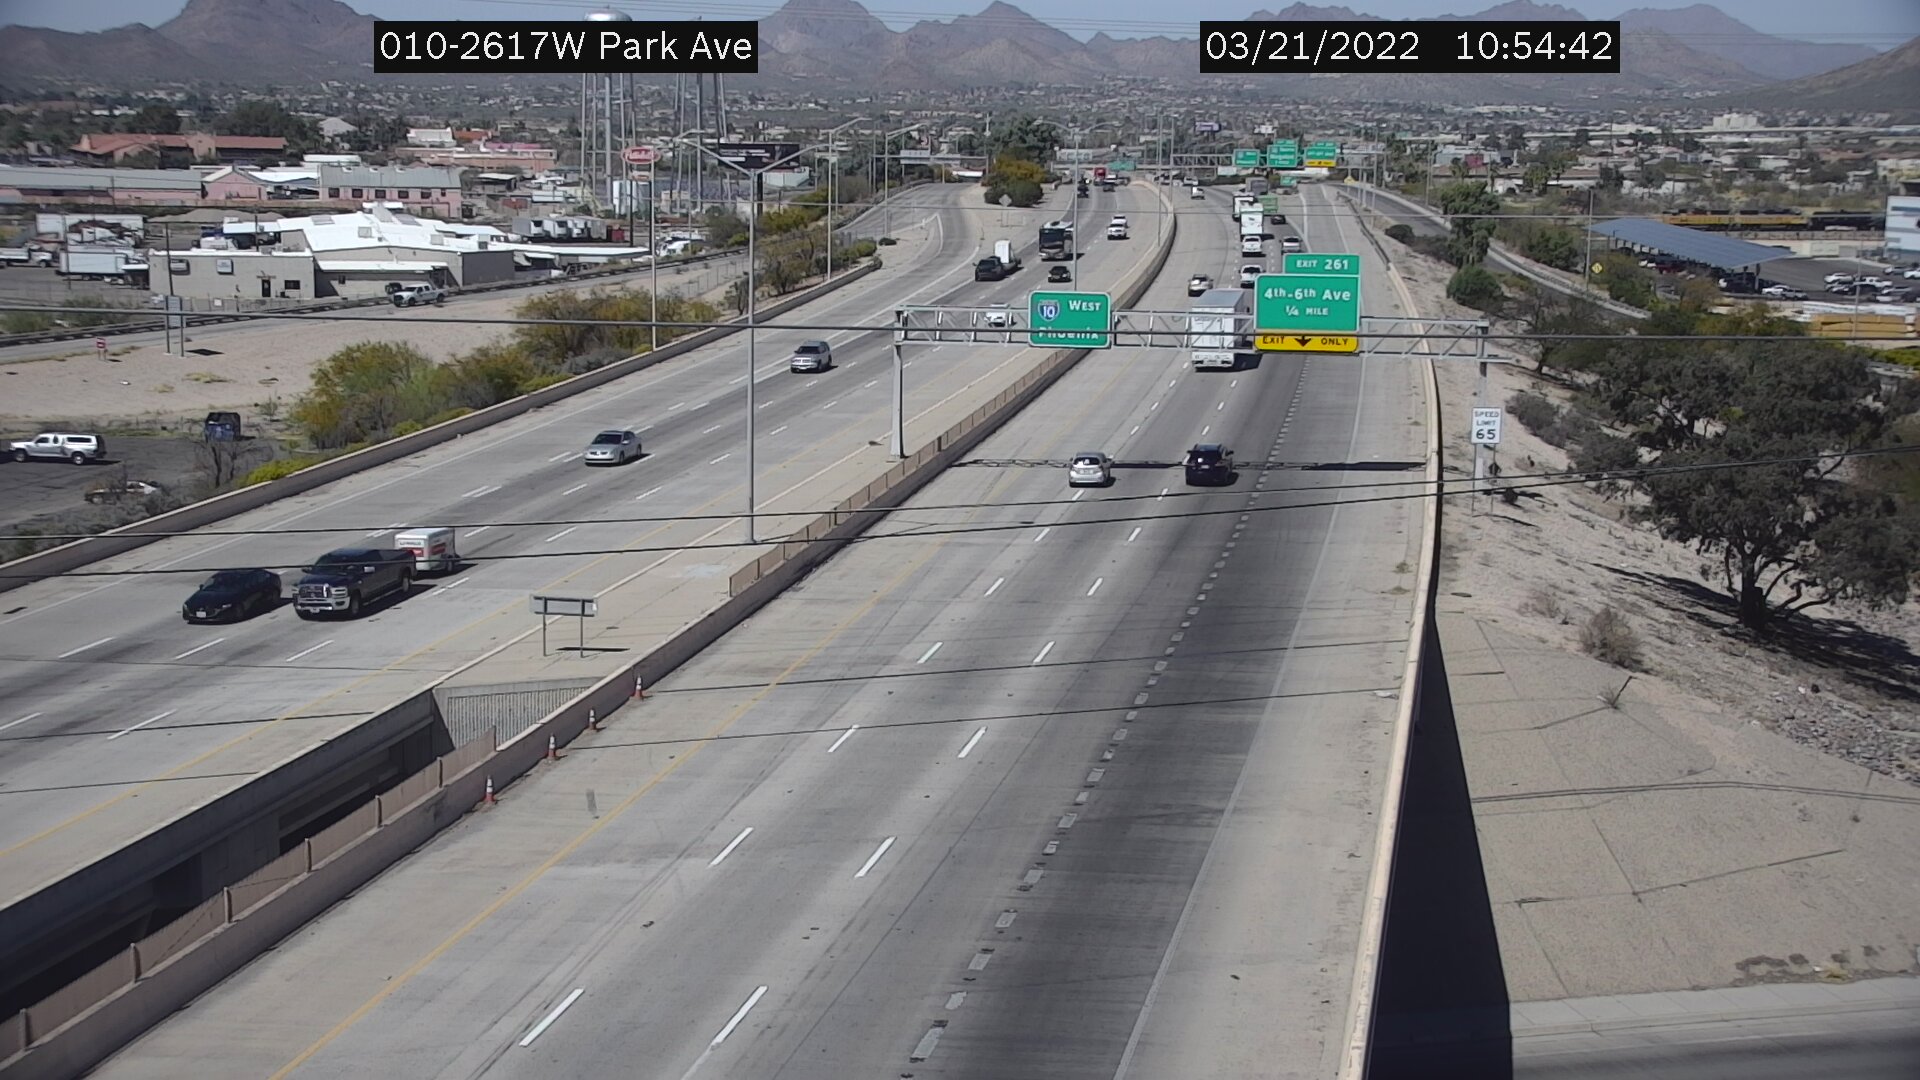 010-2617W Park Ave
03/21/2022 10:54:42
EXIT 261
10 WEST
Phoenix
4th-6th Ave
1/4 MILE
EXIT ONLY
SPEED
LIMIT
65